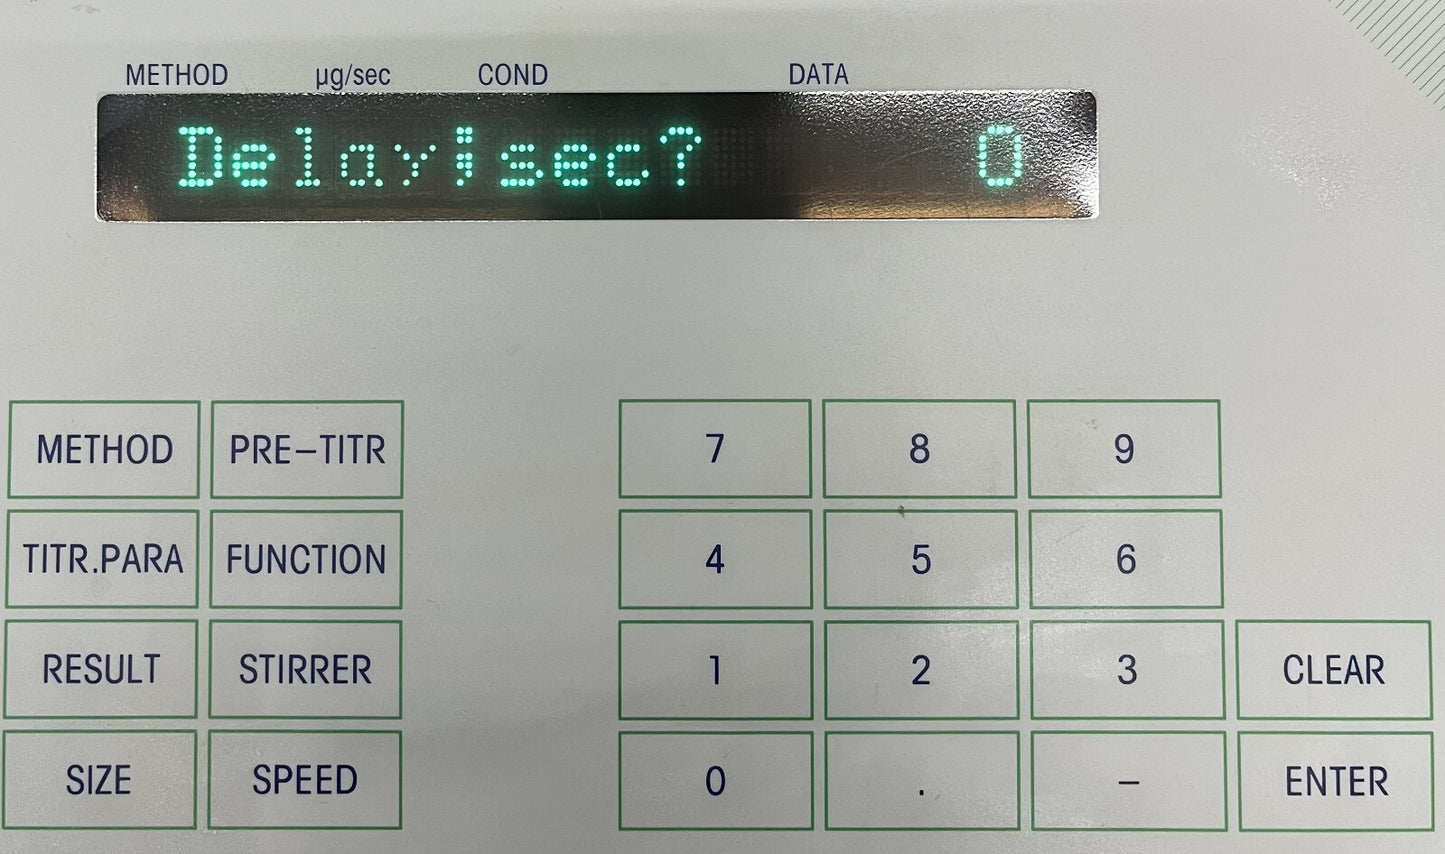 METHOD µg/sec COND DATA
Delay¦sec? 0
METHOD PRE-TITR 7 8 9
TITR.PARA FUNCTION 4 5 6
RESULT STIRRER 1 2 3 CLEAR
SIZE SPEED 0 . − ENTER